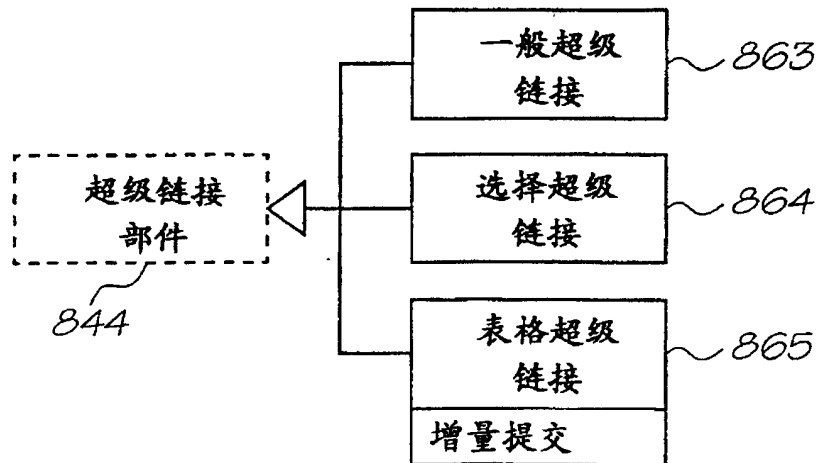 一般超级
链接
863
超级链接
部件
844
选择超级
链接
864
表格超级
链接
865
增量提交